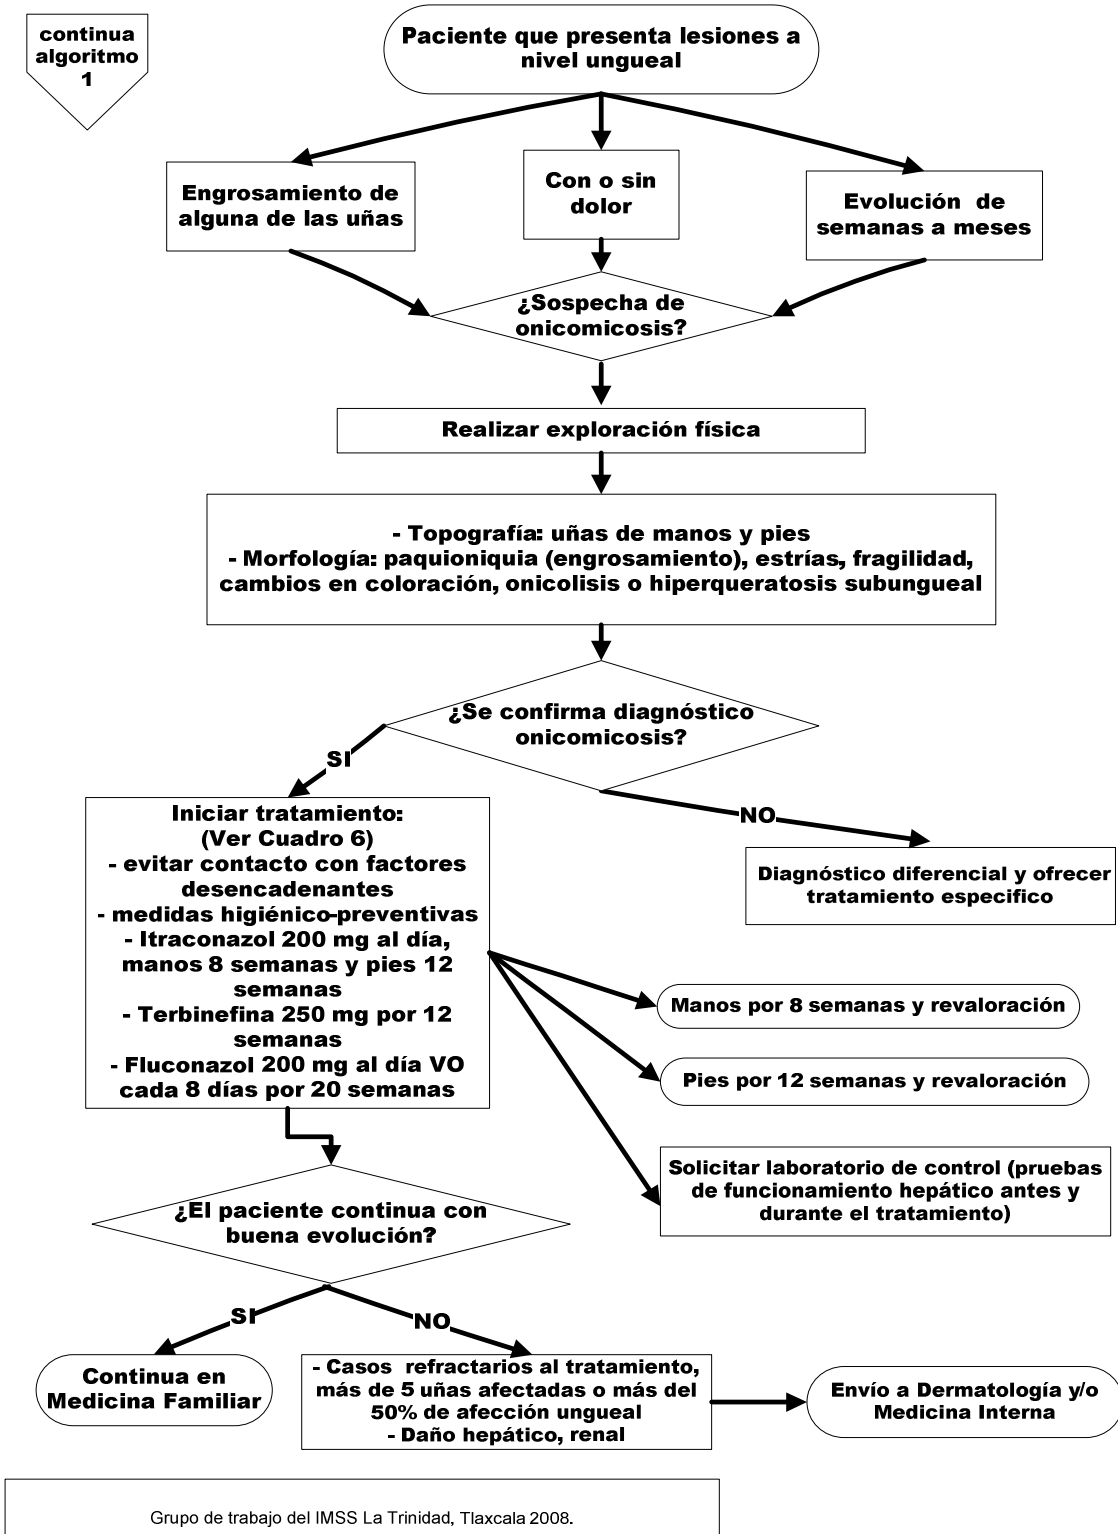 continua
algoritmo
1
Paciente que presenta lesiones a
nivel ungueal
Engrosamiento de
alguna de las uñas
Con o sin
dolor
Evolución de
semanas a meses
¿Sospecha de
onicomicosis?
Realizar exploración física
- Topografía: uñas de manos y pies
- Morfología: paquioniquia (engrosamiento), estrías, fragilidad,
cambios en coloración, onicolisis o hiperqueratosis subungueal
¿Se confirma diagnóstico
onicomicosis?
SI
NO
Iniciar tratamiento:
(Ver Cuadro 6)
- evitar contacto con factores
desencadenantes
- medidas higiénico-preventivas
- Itraconazol 200 mg al día,
manos 8 semanas y pies 12
semanas
- Terbinefina 250 mg por 12
semanas
- Fluconazol 200 mg al día VO
cada 8 días por 20 semanas
Diagnóstico diferencial y ofrecer
tratamiento especifico
Manos por 8 semanas y revaloración
Pies por 12 semanas y revaloración
Solicitar laboratorio de control (pruebas
de funcionamiento hepático antes y
durante el tratamiento)
¿El paciente continua con
buena evolución?
SI
NO
Continua en
Medicina Familiar
- Casos refractarios al tratamiento,
más de 5 uñas afectadas o más del
50% de afección ungueal
- Daño hepático, renal
Envío a Dermatología y/o
Medicina Interna
Grupo de trabajo del IMSS La Trinidad, Tlaxcala 2008.